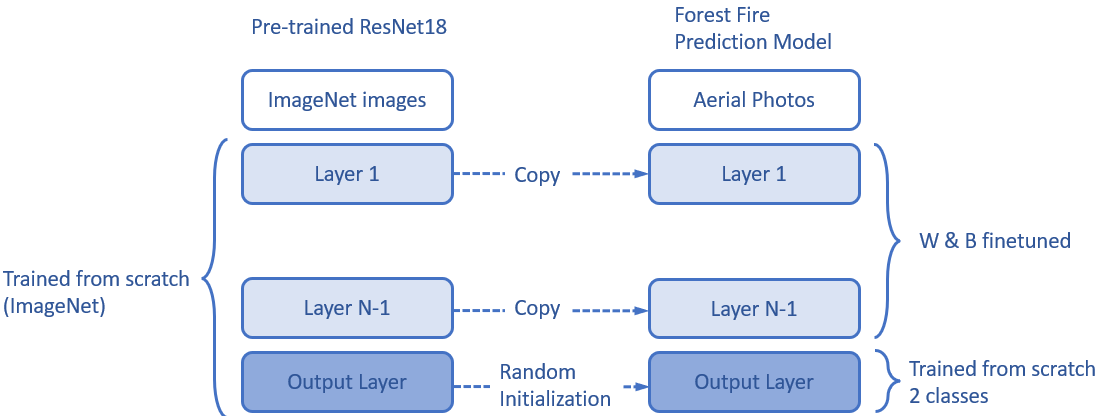 Pre-trained ResNet18
Forest Fire
Prediction Model
ImageNet images
Aerial Photos
Layer 1
Copy
Layer 1
W & B finetuned
Trained from scratch
(ImageNet)
Layer N-1
Copy
Layer N-1
Output Layer
Random
Initialization
Output Layer
Trained from scratch
2 classes